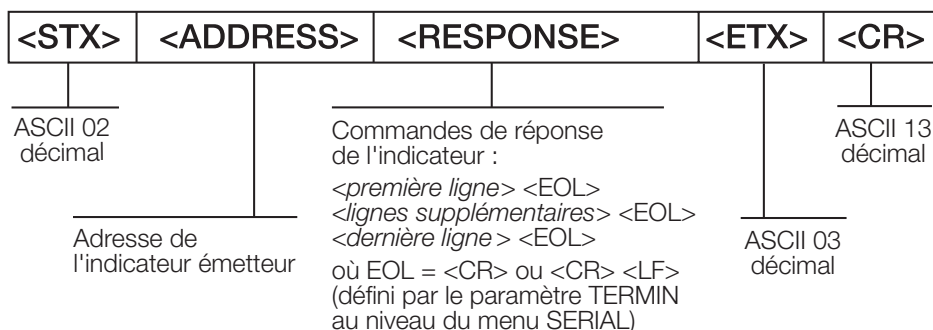 <STX> <ADDRESS> <RESPONSE> <ETX> <CR>
ASCII 02
décimal
Adresse de
l'indicateur émetteur
Commandes de réponse
de l'indicateur :
<première ligne> <EOL>
<lignes supplémentaires> <EOL>
<dernière ligne> <EOL>
où EOL = <CR> ou <CR> <LF>
(défini par le paramètre TERMIN
au niveau du menu SERIAL)
ASCII 03
décimal
ASCII 13
décimal